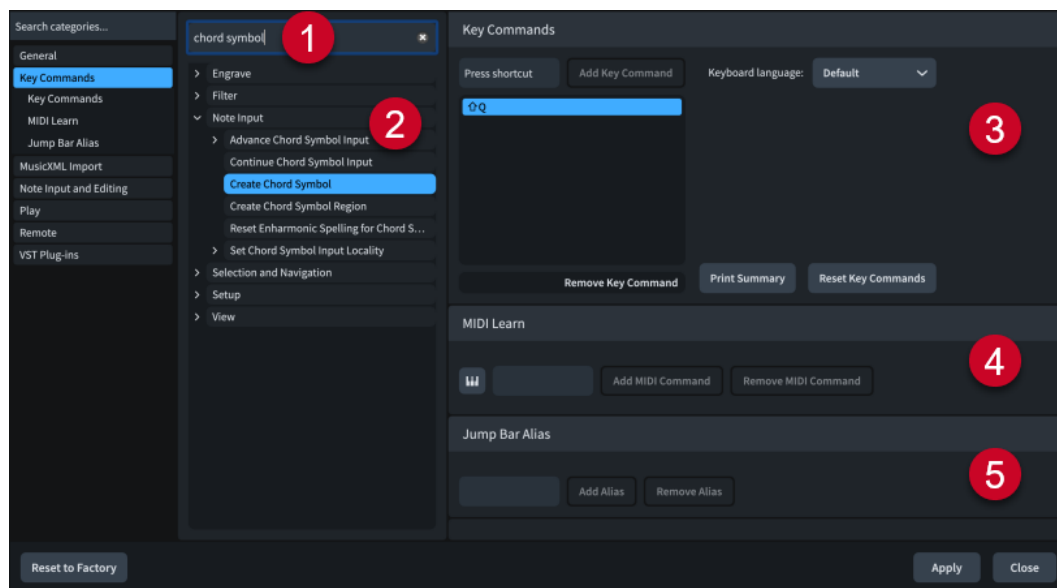 Search categories...
General
Key Commands
Key Commands
MIDI Learn
Jump Bar Alias
MusicXML Import
Note Input and Editing
Play
Remote
VST Plug-ins
chord symbol
1
Engrave
Filter
Note Input
2
Advance Chord Symbol Input
Continue Chord Symbol Input
Create Chord Symbol
Create Chord Symbol Region
Reset Enharmonic Spelling for Chord S...
Set Chord Symbol Input Locality
Selection and Navigation
Setup
View
Key Commands
Press shortcut Add Key Command Keyboard language: Default
⇧Q
3
Remove Key Command Print Summary Reset Key Commands
MIDI Learn
4
Add MIDI Command Remove MIDI Command
Jump Bar Alias
5
Add Alias Remove Alias
Reset to Factory Apply Close